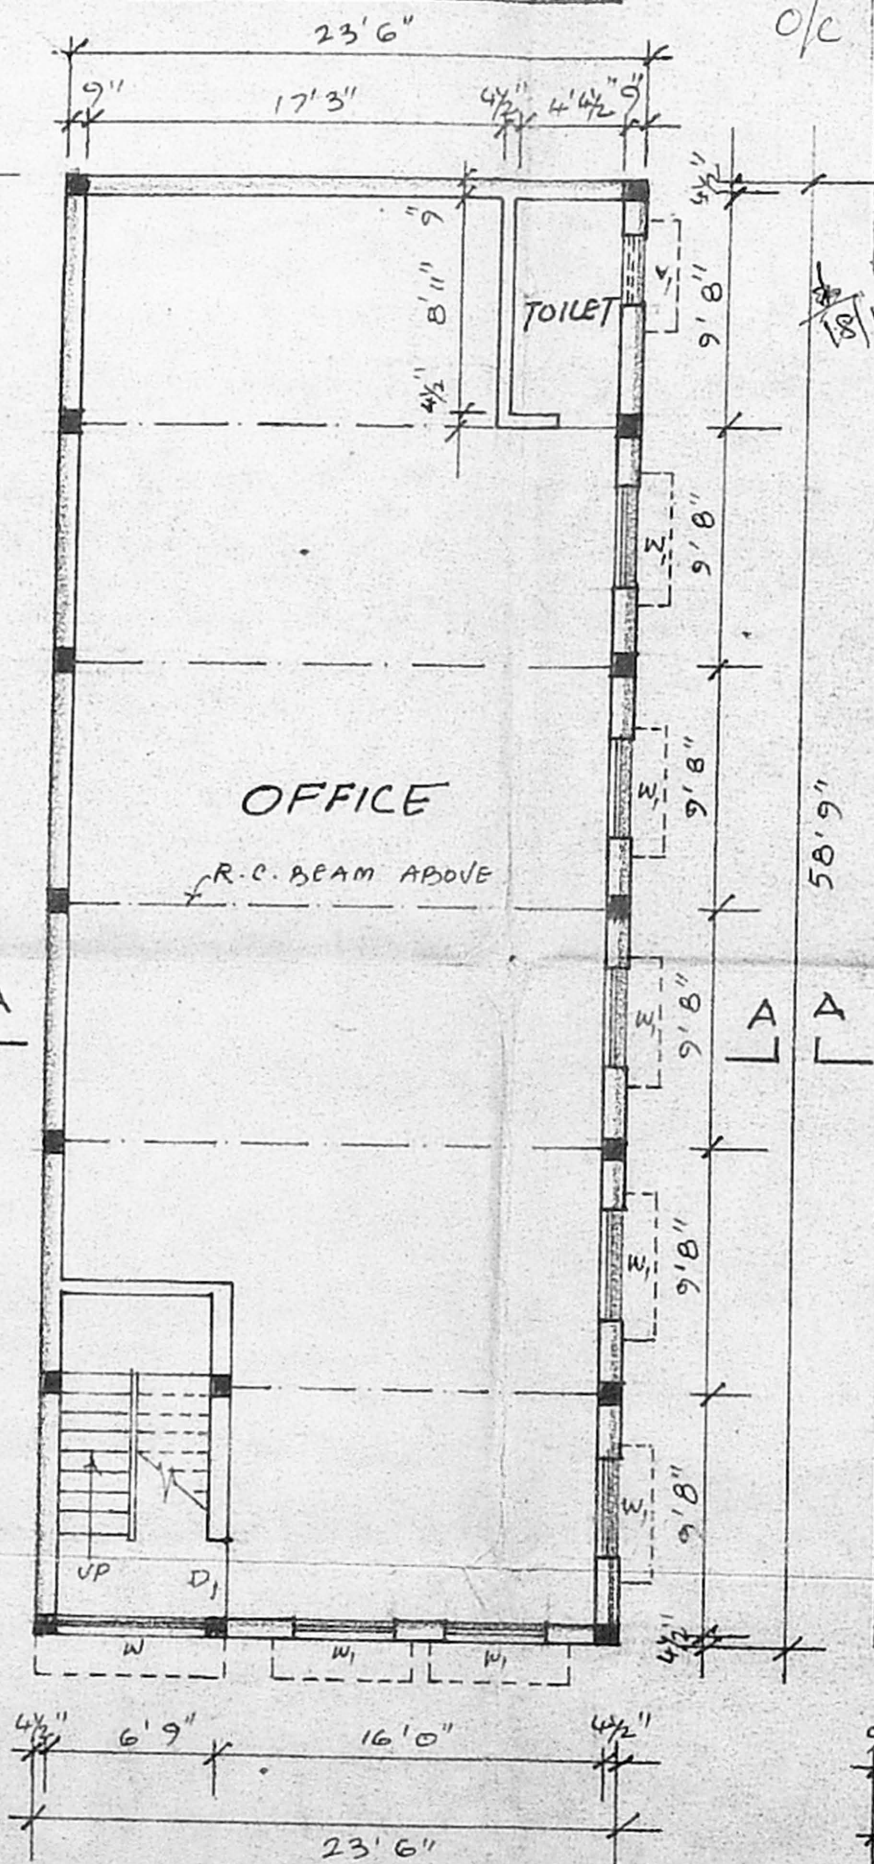 O/C
23'6"
9" 17'3" 4½" 4'4½" 9"
4½"
9"
8'11"
4½"
TOILET
V1
9'8"
W1
9'8"
OFFICE
W1
9'8"
58'9"
R.C. BEAM ABOVE
W1
9'8"
A A
A
W1
9'8"
W1
9'8"
UP
D1
W W1 W1
4½"
4½" 6'9" 16'0" 4½"
23'6"